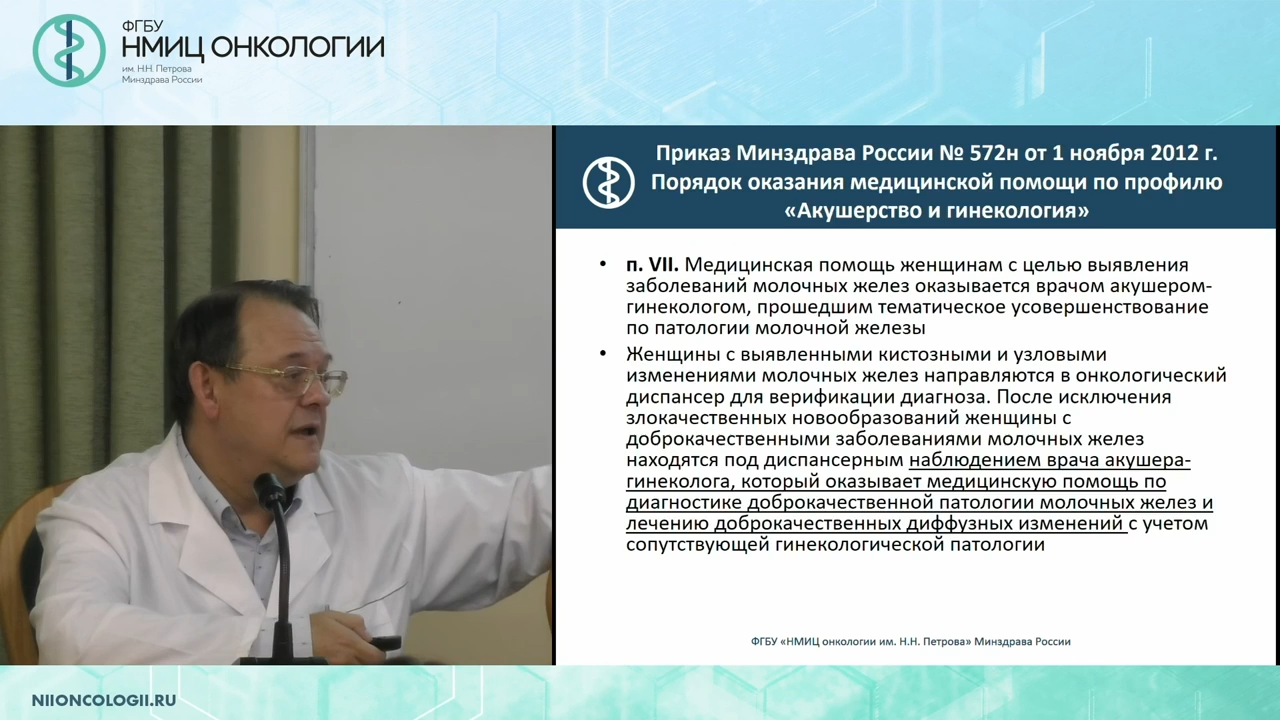 ФГБУ
НМИЦ ОНКОЛОГИИ
им. Н.Н. Петрова
Минздрава России
Приказ Минздрава России № 572н от 1 ноября 2012 г.
Порядок оказания медицинской помощи по профилю
«Акушерство и гинекология»
• п. VII. Медицинская помощь женщинам с целью выявления
заболеваний молочных желез оказывается врачом акушером-
гинекологом, прошедшим тематическое усовершенствование
по патологии молочной железы
• Женщины с выявленными кистозными и узловыми
изменениями молочных желез направляются в онкологический
диспансер для верификации диагноза. После исключения
злокачественных новообразований женщины с
доброкачественными заболеваниями молочных желез
находятся под диспансерным наблюдением врача акушера-
гинеколога, который оказывает медицинскую помощь по
диагностике доброкачественной патологии молочных желез и
лечению доброкачественных диффузных изменений с учетом
сопутствующей гинекологической патологии
ФГБУ «НМИЦ онкологии им. Н.Н. Петрова» Минздрава России
NIIONCOLOGII.RU